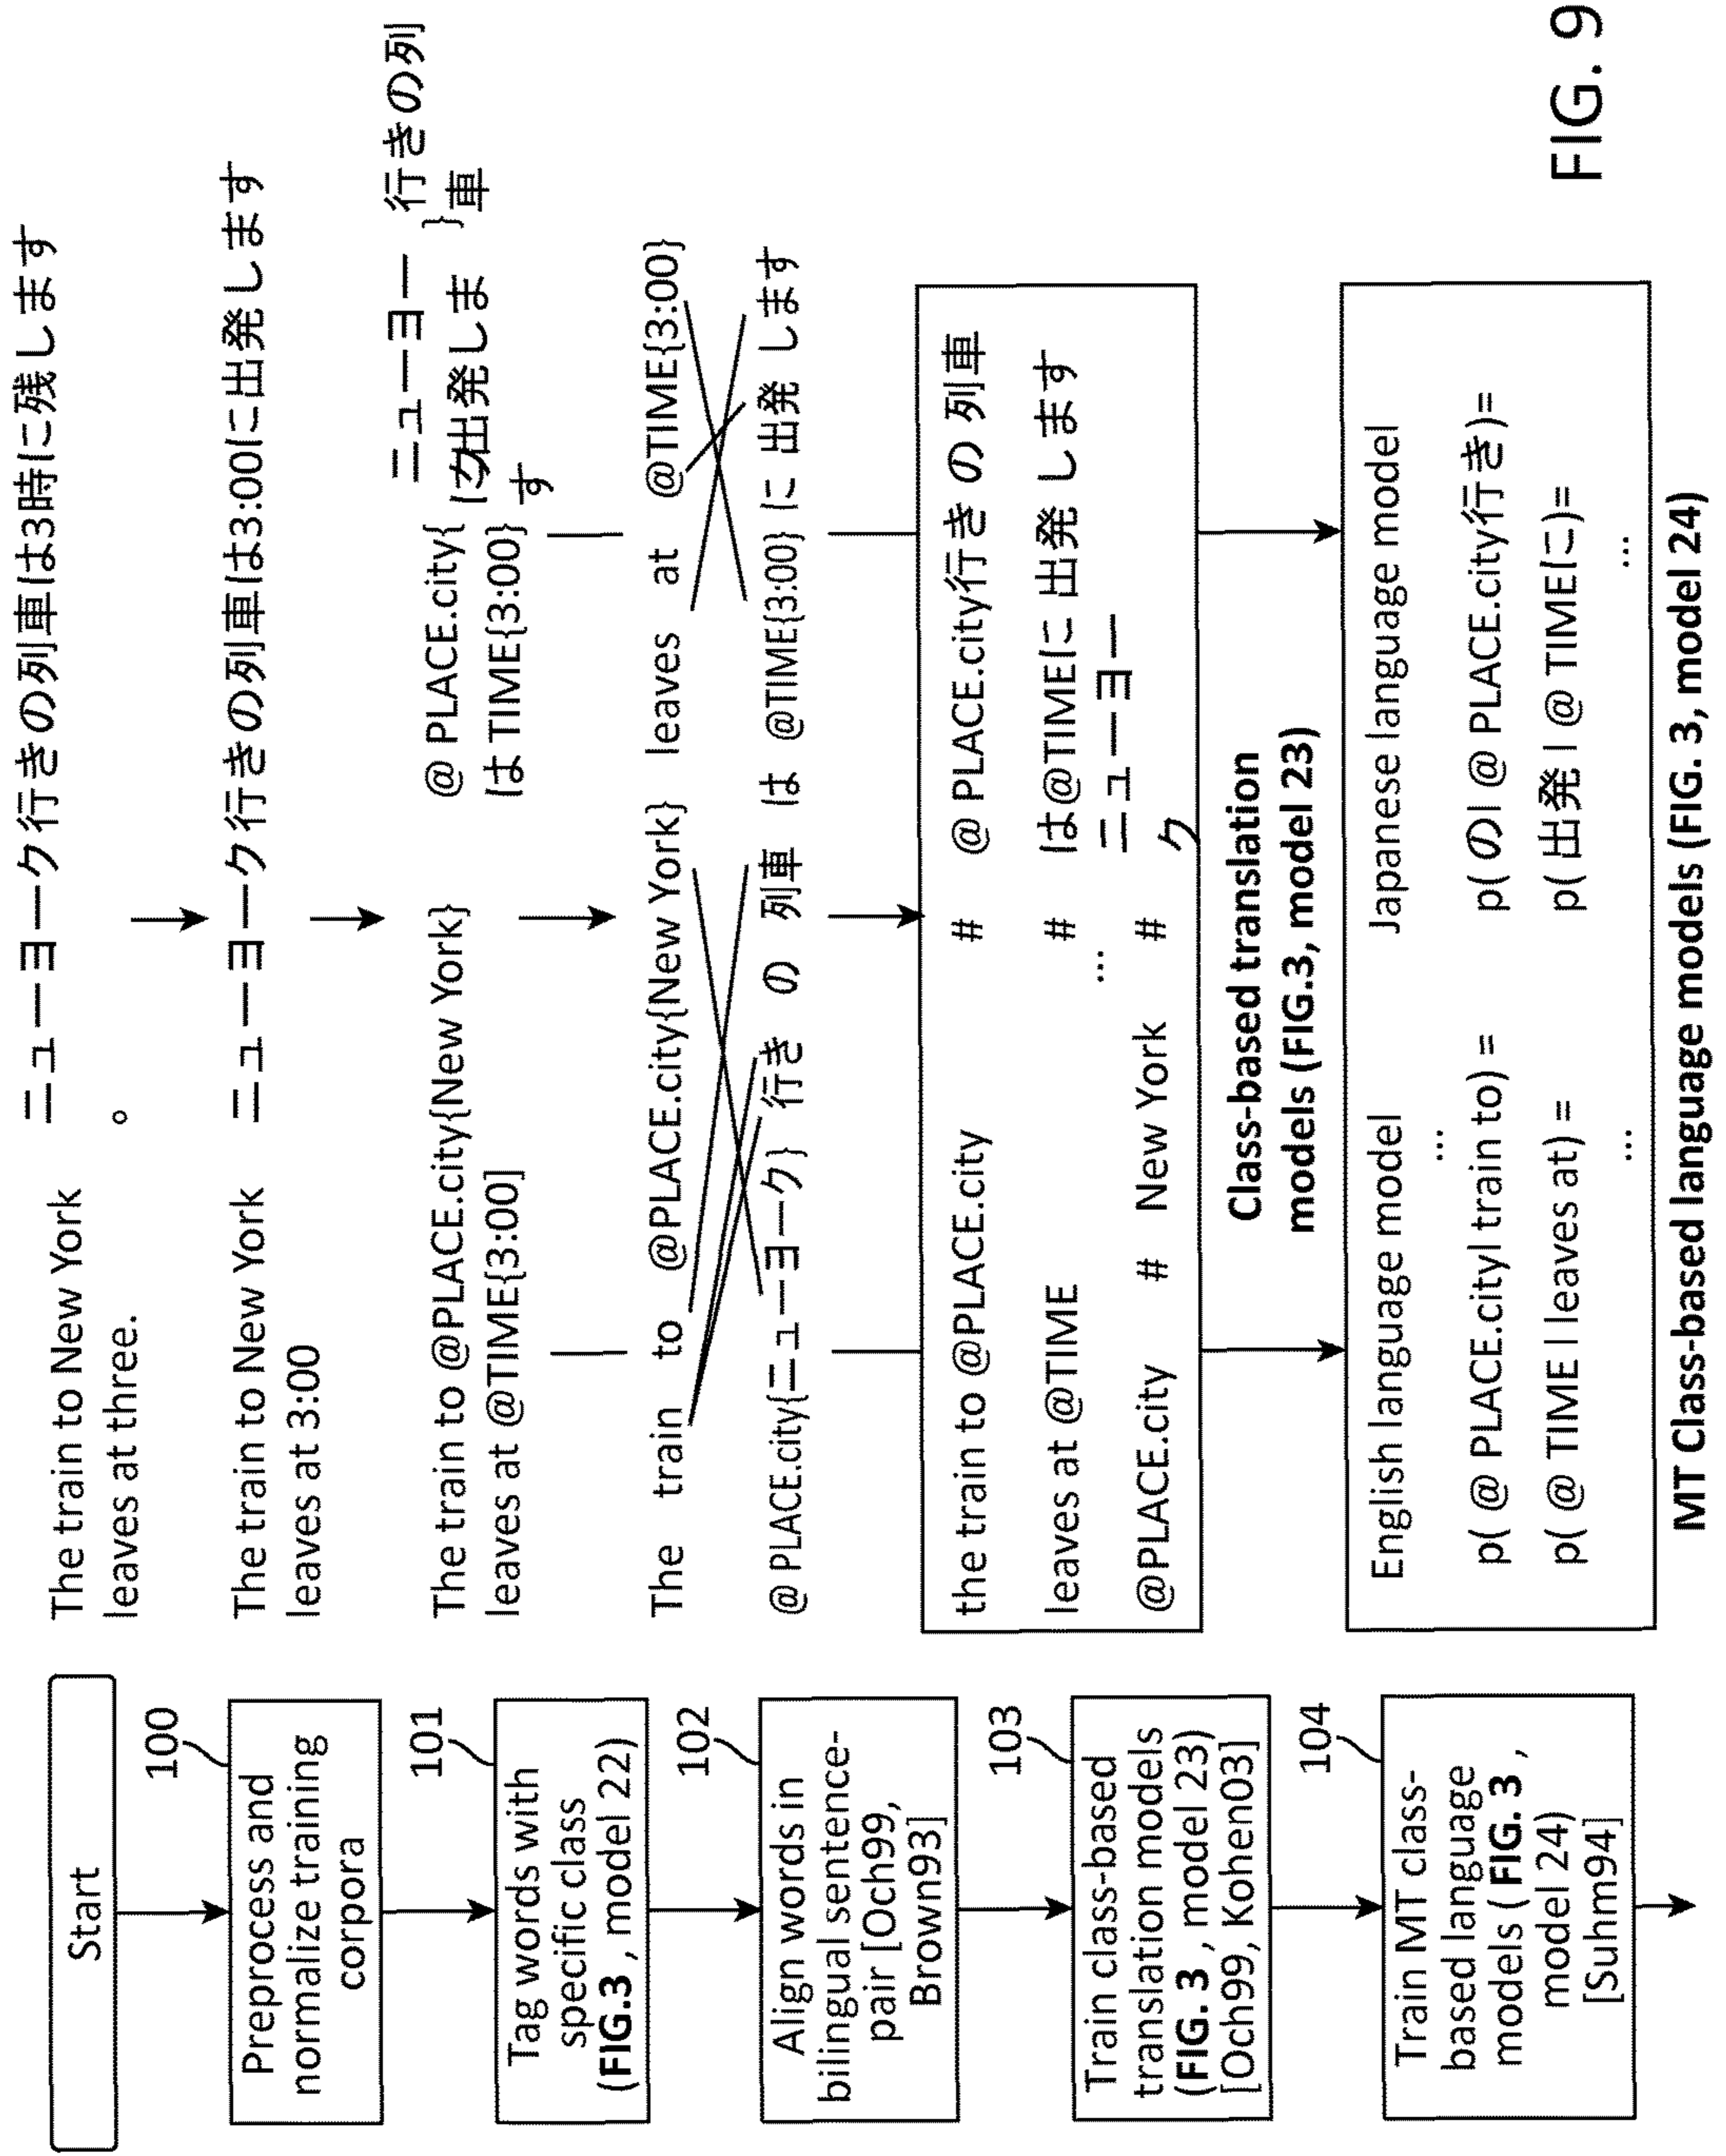 Start
100
Preprocess and
normalize training
corpora
101
Tag words with
specific class
(FIG.3 , model 22)
102
Align words in
bilingual sentence-
pair [Och99,
Brown93]
103
Train class-based
translation models
(FIG. 3 , model 23)
[Och99, Kohen03]
104
Train MT class-
based language
models ( FIG. 3 ,
model 24)
[Suhm94]
The train to New York
leaves at three.
ニューヨーク行きの列車は3時に残します
。
The train to New York
leaves at 3:00
ニューヨーク行きの列車は3:00に出発します
The train to @PLACE.city{New York}
leaves at @TIME{3:00]
@ PLACE.city{
ニューヨー
ク
}
行きの列
車
は TIME{3:00}
に出発しま
す
The train to @PLACE.city{New York} leaves at @TIME{3:00}
@ PLACE.city{ニューヨーク} 行き の 列車 は @TIME{3:00} に 出発 します
the train to @PLACE.city # @ PLACE.city行き の 列車
leaves at @TIME # は@TIMEに 出発 します
...
@PLACE.city # New York # ニューヨー
ク
Class-based translation
models (FIG.3, model 23)
English language model
...
p( @ PLACE.cityl train to) =
p( @ TIME l leaves at) =
...
Japanese language model
p( のl @ PLACE.city行き)=
p( 出発 l @ TIMEに)=
...
MT Class-based language models (FIG. 3, model 24)
FIG. 9